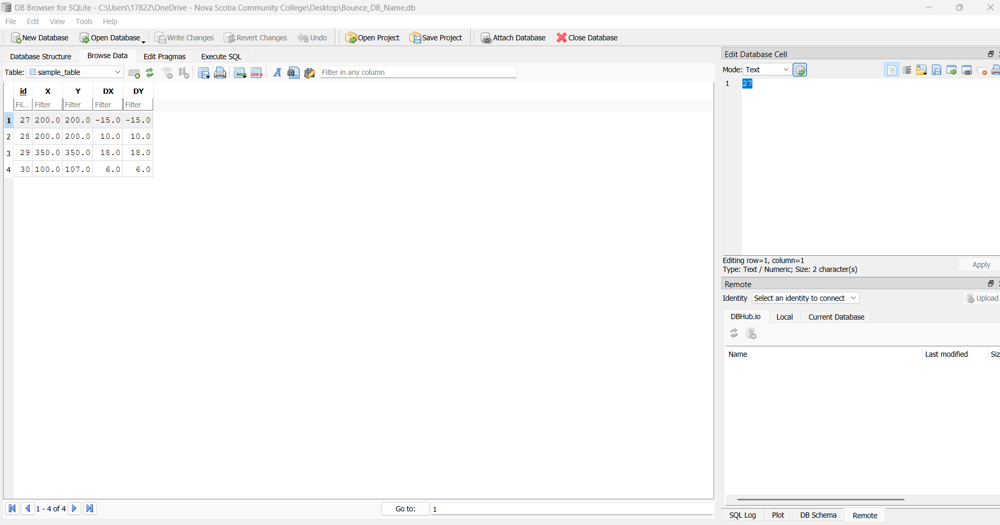 DB Browser for SQLite - C:\Users\17822\OneDrive - Nova Scotia Community College\Desktop\Bounce_DB_Name.db
File Edit View Tools Help
New Database Open Database Write Changes Revert Changes Undo Open Project Save Project Attach Database Close Database
Database Structure Browse Data Edit Pragmas Execute SQL
Table: sample_table Filter in any column
id X Y DX DY
Fil... Filter Filter Filter Filter
1 27 200.0 200.0 -15.0 -15.0
2 28 200.0 200.0 10.0 10.0
3 29 350.0 350.0 18.0 18.0
4 30 100.0 107.0 6.0 6.0
1 - 4 of 4 Go to: 1
Edit Database Cell
Mode: Text
1 27
Editing row=1, column=1
Type: Text / Numeric; Size: 2 character(s)
Apply
Remote
Identity Select an identity to connect Upload
DBHub.io Local Current Database
Name Last modified Siz
SQL Log Plot DB Schema Remote